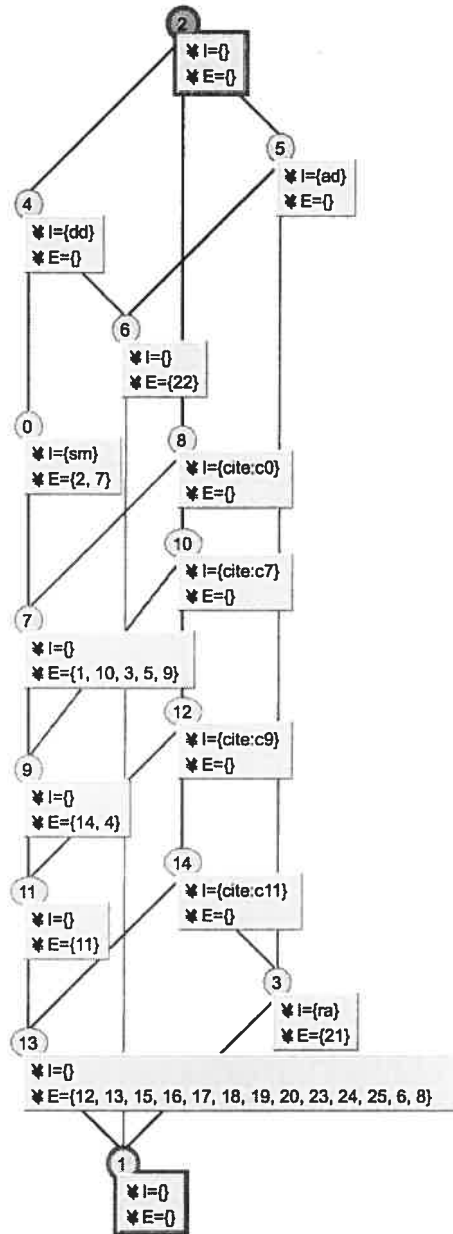 2
¥ I={}
¥ E={}
5
¥ I={ad}
¥ E={}
4
¥ I={dd}
¥ E={}
6
¥ I={}
¥ E={22}
0
¥ I={sm}
¥ E={2, 7}
8
¥ I={cite:c0}
¥ E={}
10
¥ I={cite:c7}
¥ E={}
7
¥ I={}
¥ E={1, 10, 3, 5, 9}
12
¥ I={cite:c9}
¥ E={}
9
¥ I={}
¥ E={14, 4}
14
¥ I={cite:c11}
¥ E={}
11
¥ I={}
¥ E={11}
3
¥ I={ra}
¥ E={21}
13
¥ I={}
¥ E={12, 13, 15, 16, 17, 18, 19, 20, 23, 24, 25, 6, 8}
1
¥ I={}
¥ E={}